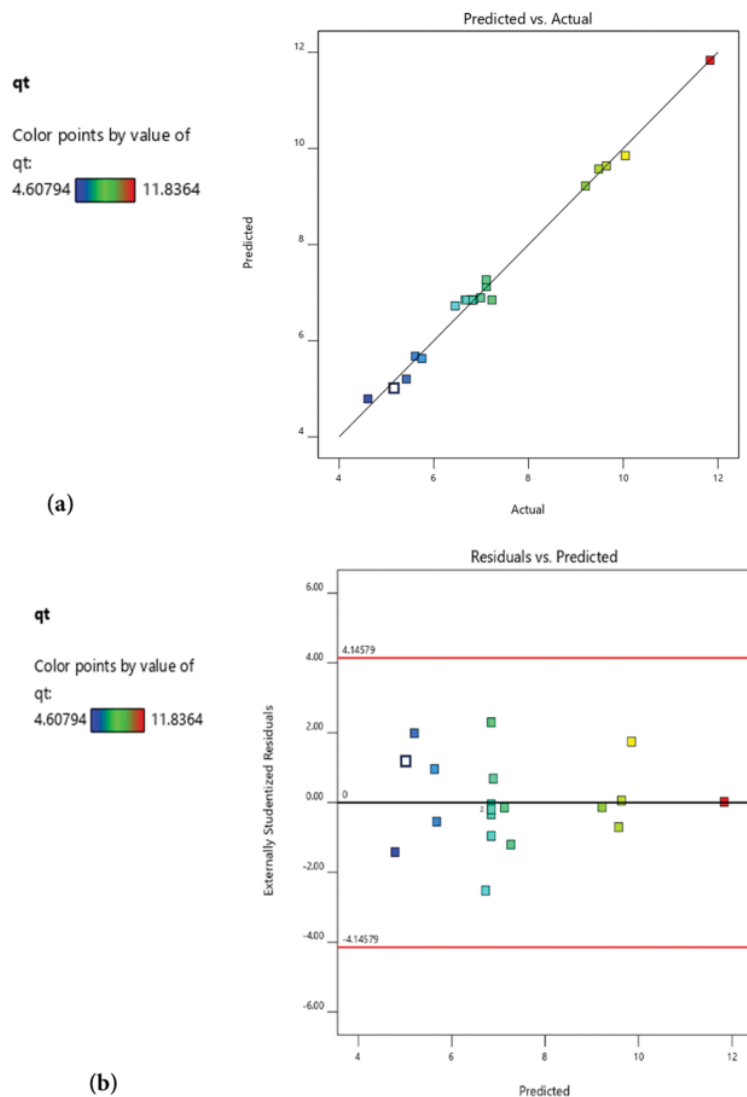 Predicted vs. Actual
qt
Color points by value of
qt:
4.60794 11.8364
12
10
8
6
4
Predicted
4 6 8 10 12
Actual
(a)
Residuals vs. Predicted
qt
Color points by value of
qt:
4.60794 11.8364
6.00
4.00
2.00
0.00
-2.00
-4.00
-6.00
Externally Studentized Residuals
4.14579
0
2
-4.14579
4 6 8 10 12
Predicted
(b)